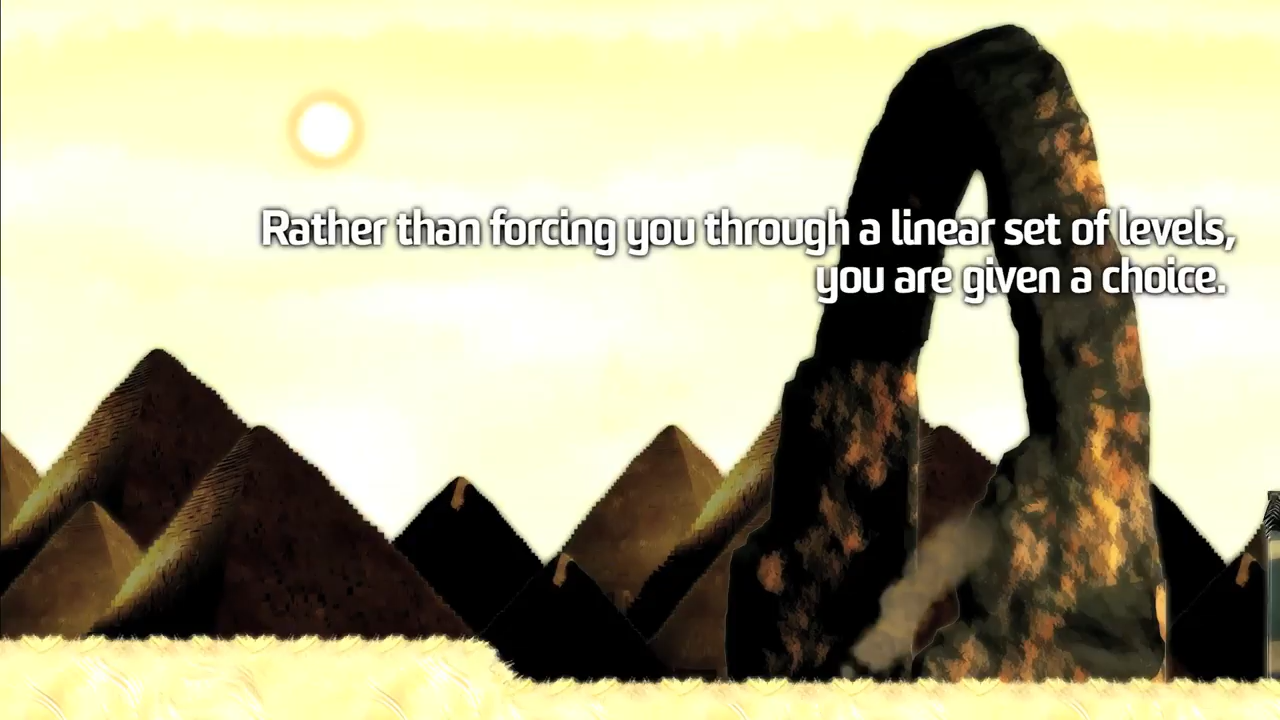 Rather than forcing you through a linear set of levels,
you are given a choice.